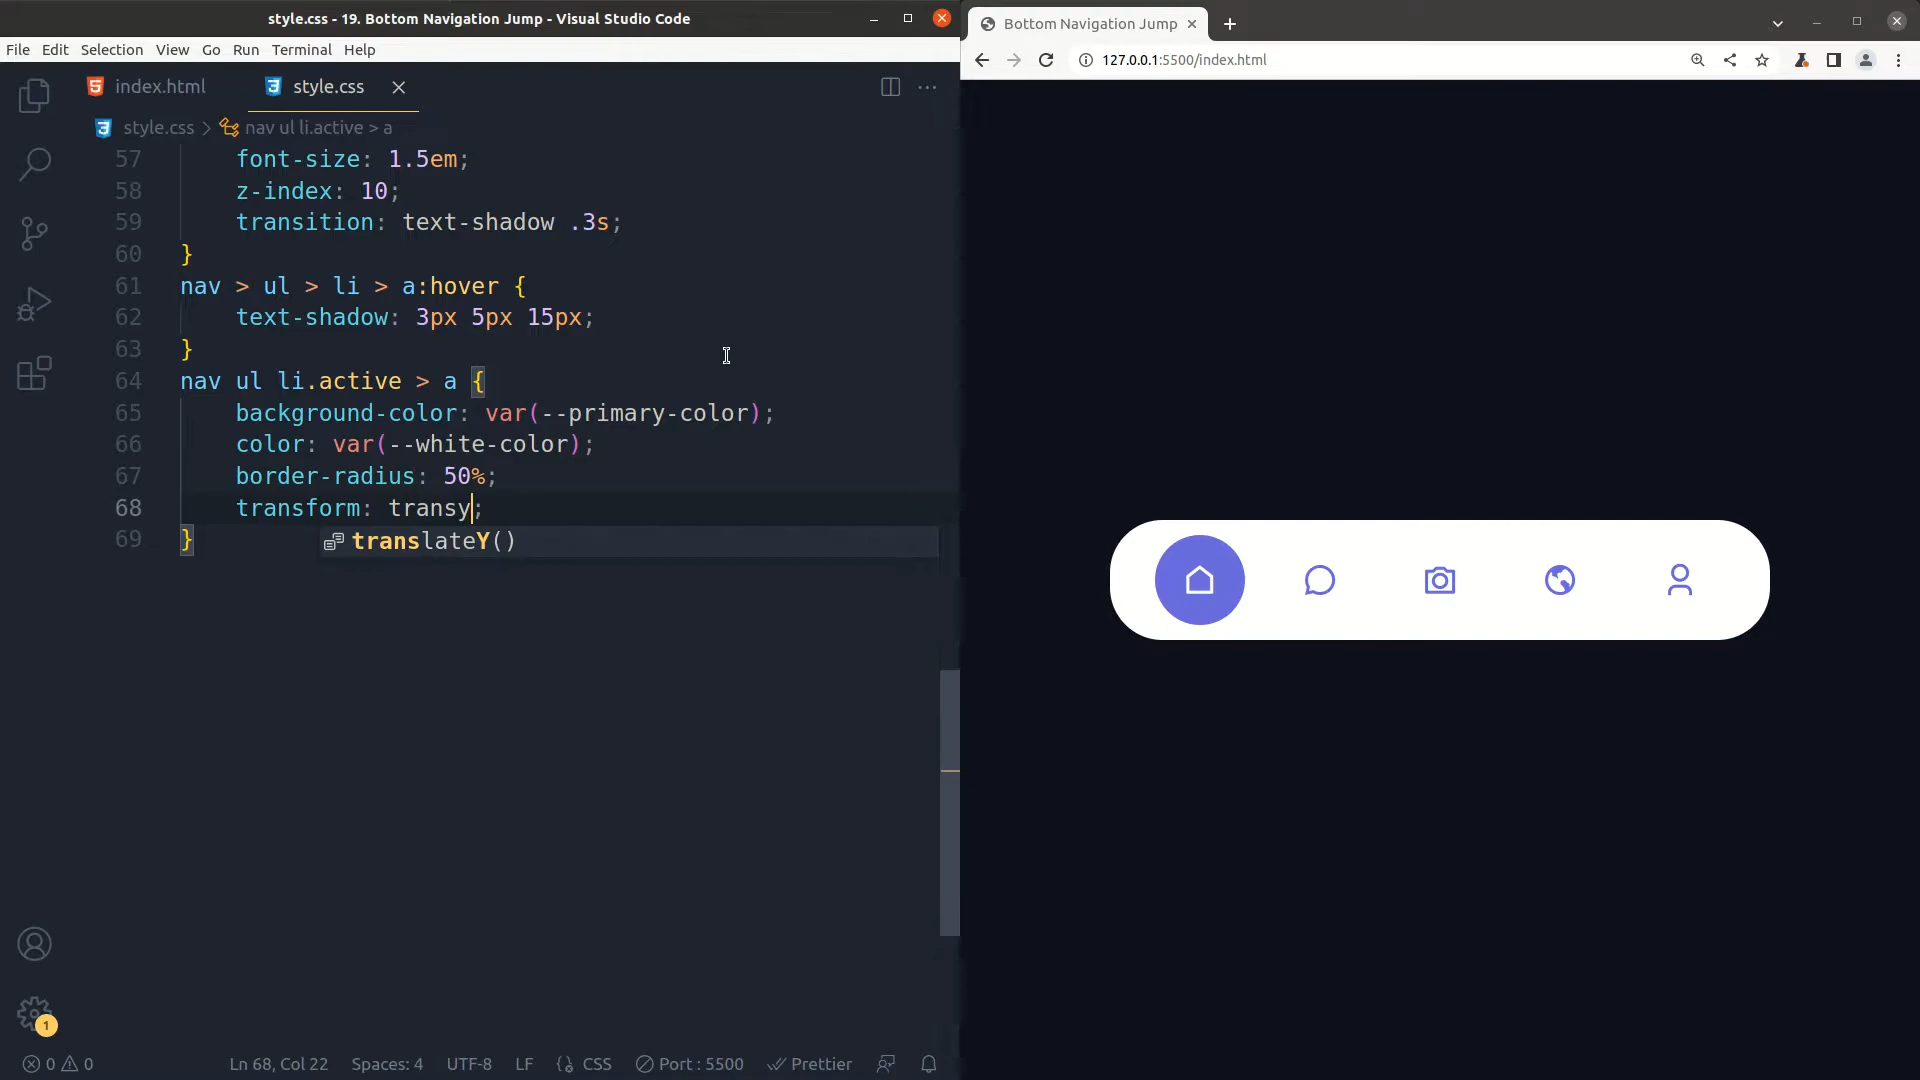 style.css - 19. Bottom Navigation Jump - Visual Studio Code
File Edit Selection View Go Run Terminal Help
index.html
style.css
style.css > nav ul li.active > a
57 font-size: 1.5em;
58 z-index: 10;
59 transition: text-shadow .3s;
60 }
61 nav > ul > li > a:hover {
62 text-shadow: 3px 5px 15px;
63 }
64 nav ul li.active > a {
65 background-color: var(--primary-color);
66 color: var(--white-color);
67 border-radius: 50%;
68 transform: transy;
69 }
translateY()
1
0 0
Ln 68, Col 22
Spaces: 4
UTF-8
LF
CSS
Port : 5500
Prettier
Bottom Navigation Jump
127.0.0.1:5500/index.html